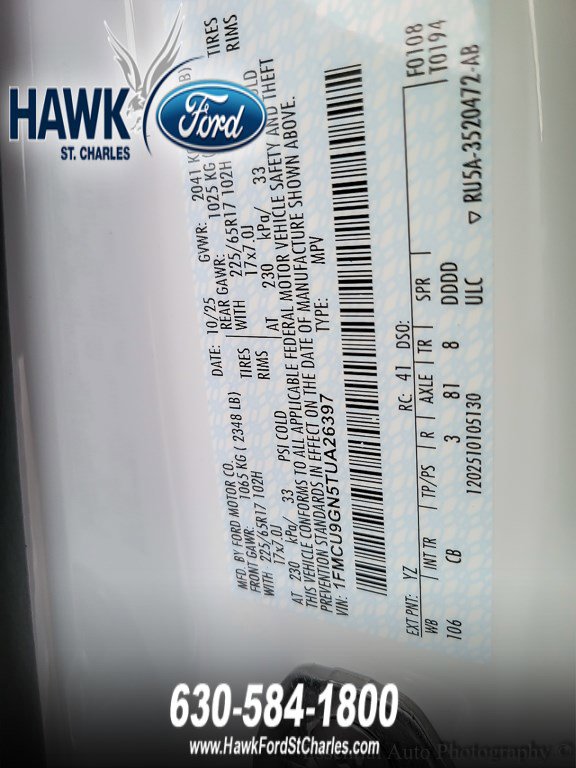 HAWK
Ford
ST. CHARLES
MFD. BY FORD MOTOR CO.
DATE: 10/25 GVWR: 2041 K
FRONT GAWR: 1065 KG ( 2348 LB)
REAR GAWR: 1025 KG ( LB)
WITH 225/65R17 102H TIRES
WITH 225/65R17 102H TIRES
17x7.0J RIMS
17x7.0J RIMS
AT 230 kPa/ 33 PSI COLD
AT 230 kPa/ 33 OLD
THIS VEHICLE CONFORMS TO ALL APPLICABLE FEDERAL MOTOR VEHICLE SAFETY AND THEFT
PREVENTION STANDARDS IN EFFECT ON THE DATE OF MANUFACTURE SHOWN ABOVE.
VIN: 1FMCU9GN5TUA26397
TYPE: MPV
F0108
T0194
EXT PNT: YZ RC: 41 DSO:
WB INT TR TP/PS R AXLE TR SPR
106 CB 3 81 8 DDDD
1202510105130 ULC
▽ RU5A-3520472-AB
630-584-1800
www.HawkFordStCharles.com
Auto Photography ©